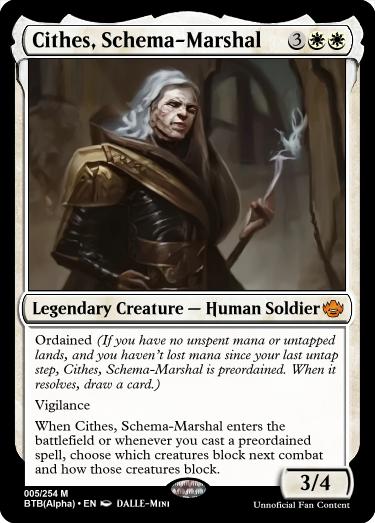 Cithes, Schema-Marshal 3
Legendary Creature — Human Soldier
Ordained (If you have no unspent mana or untapped
lands, and you haven't lost mana since your last untap
step, Cithes, Schema-Marshal is preordained. When it
resolves, draw a card.)
Vigilance
When Cithes, Schema-Marshal enters the
battlefield or whenever you cast a preordained
spell, choose which creatures block next combat
and how those creatures block.
3/4
005/254 M
BTB(Alpha) • EN DALLE-Mini
Unnoficial Fan Content